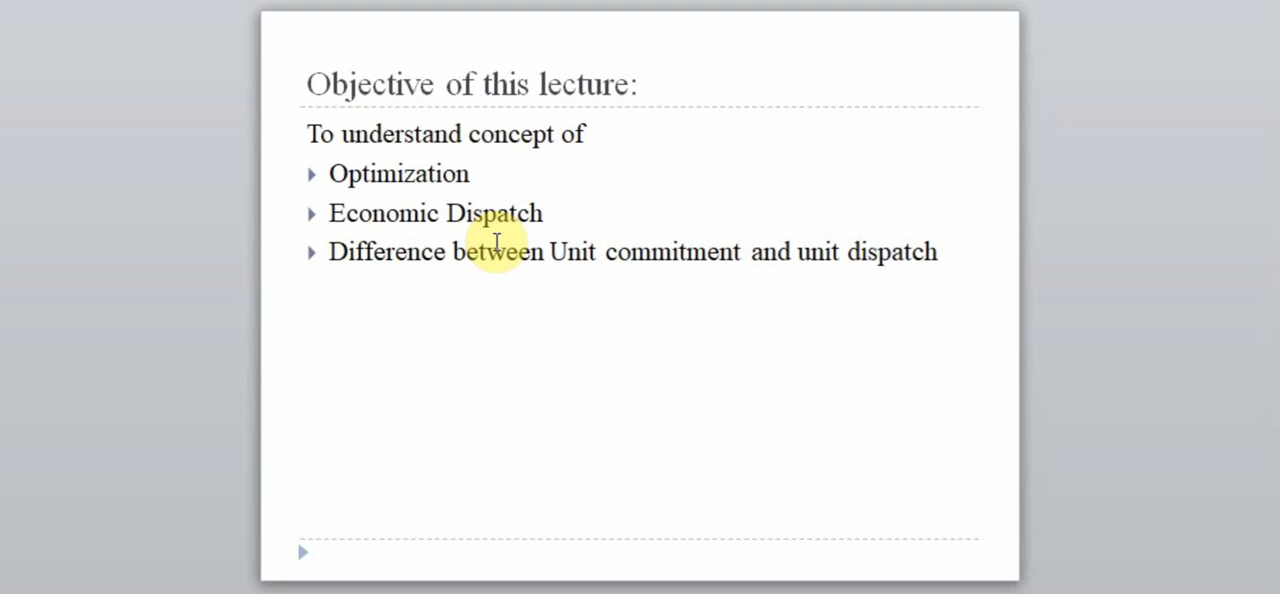 Objective of this lecture:
To understand concept of
Optimization
Economic Dispatch
Difference between Unit commitment and unit dispatch